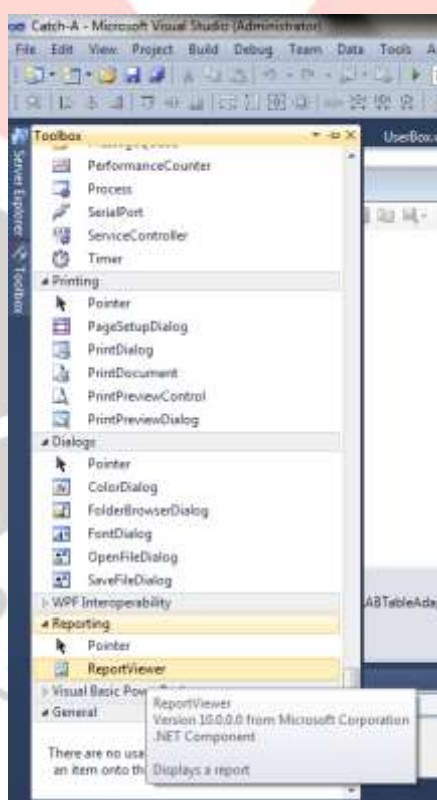 Catch-A - Microsoft Visual Studio (Administrator)
File Edit View Project Build Debug Team Data Tools A
Server Explorer
Toolbox
Toolbox
PerformanceCounter
Process
SerialPort
ServiceController
Timer
Printing
Pointer
PageSetupDialog
PrintDialog
PrintDocument
PrintPreviewControl
PrintPreviewDialog
Dialogs
Pointer
ColorDialog
FolderBrowserDialog
FontDialog
OpenFileDialog
SaveFileDialog
WPF Interoperability
Reporting
Pointer
ReportViewer
Visual Basic
General
There are no
an item onto
ReportViewer
Version 10.0.0.0 from Microsoft Corporation
.NET Component
Displays a report
UserBox
ABTableAda